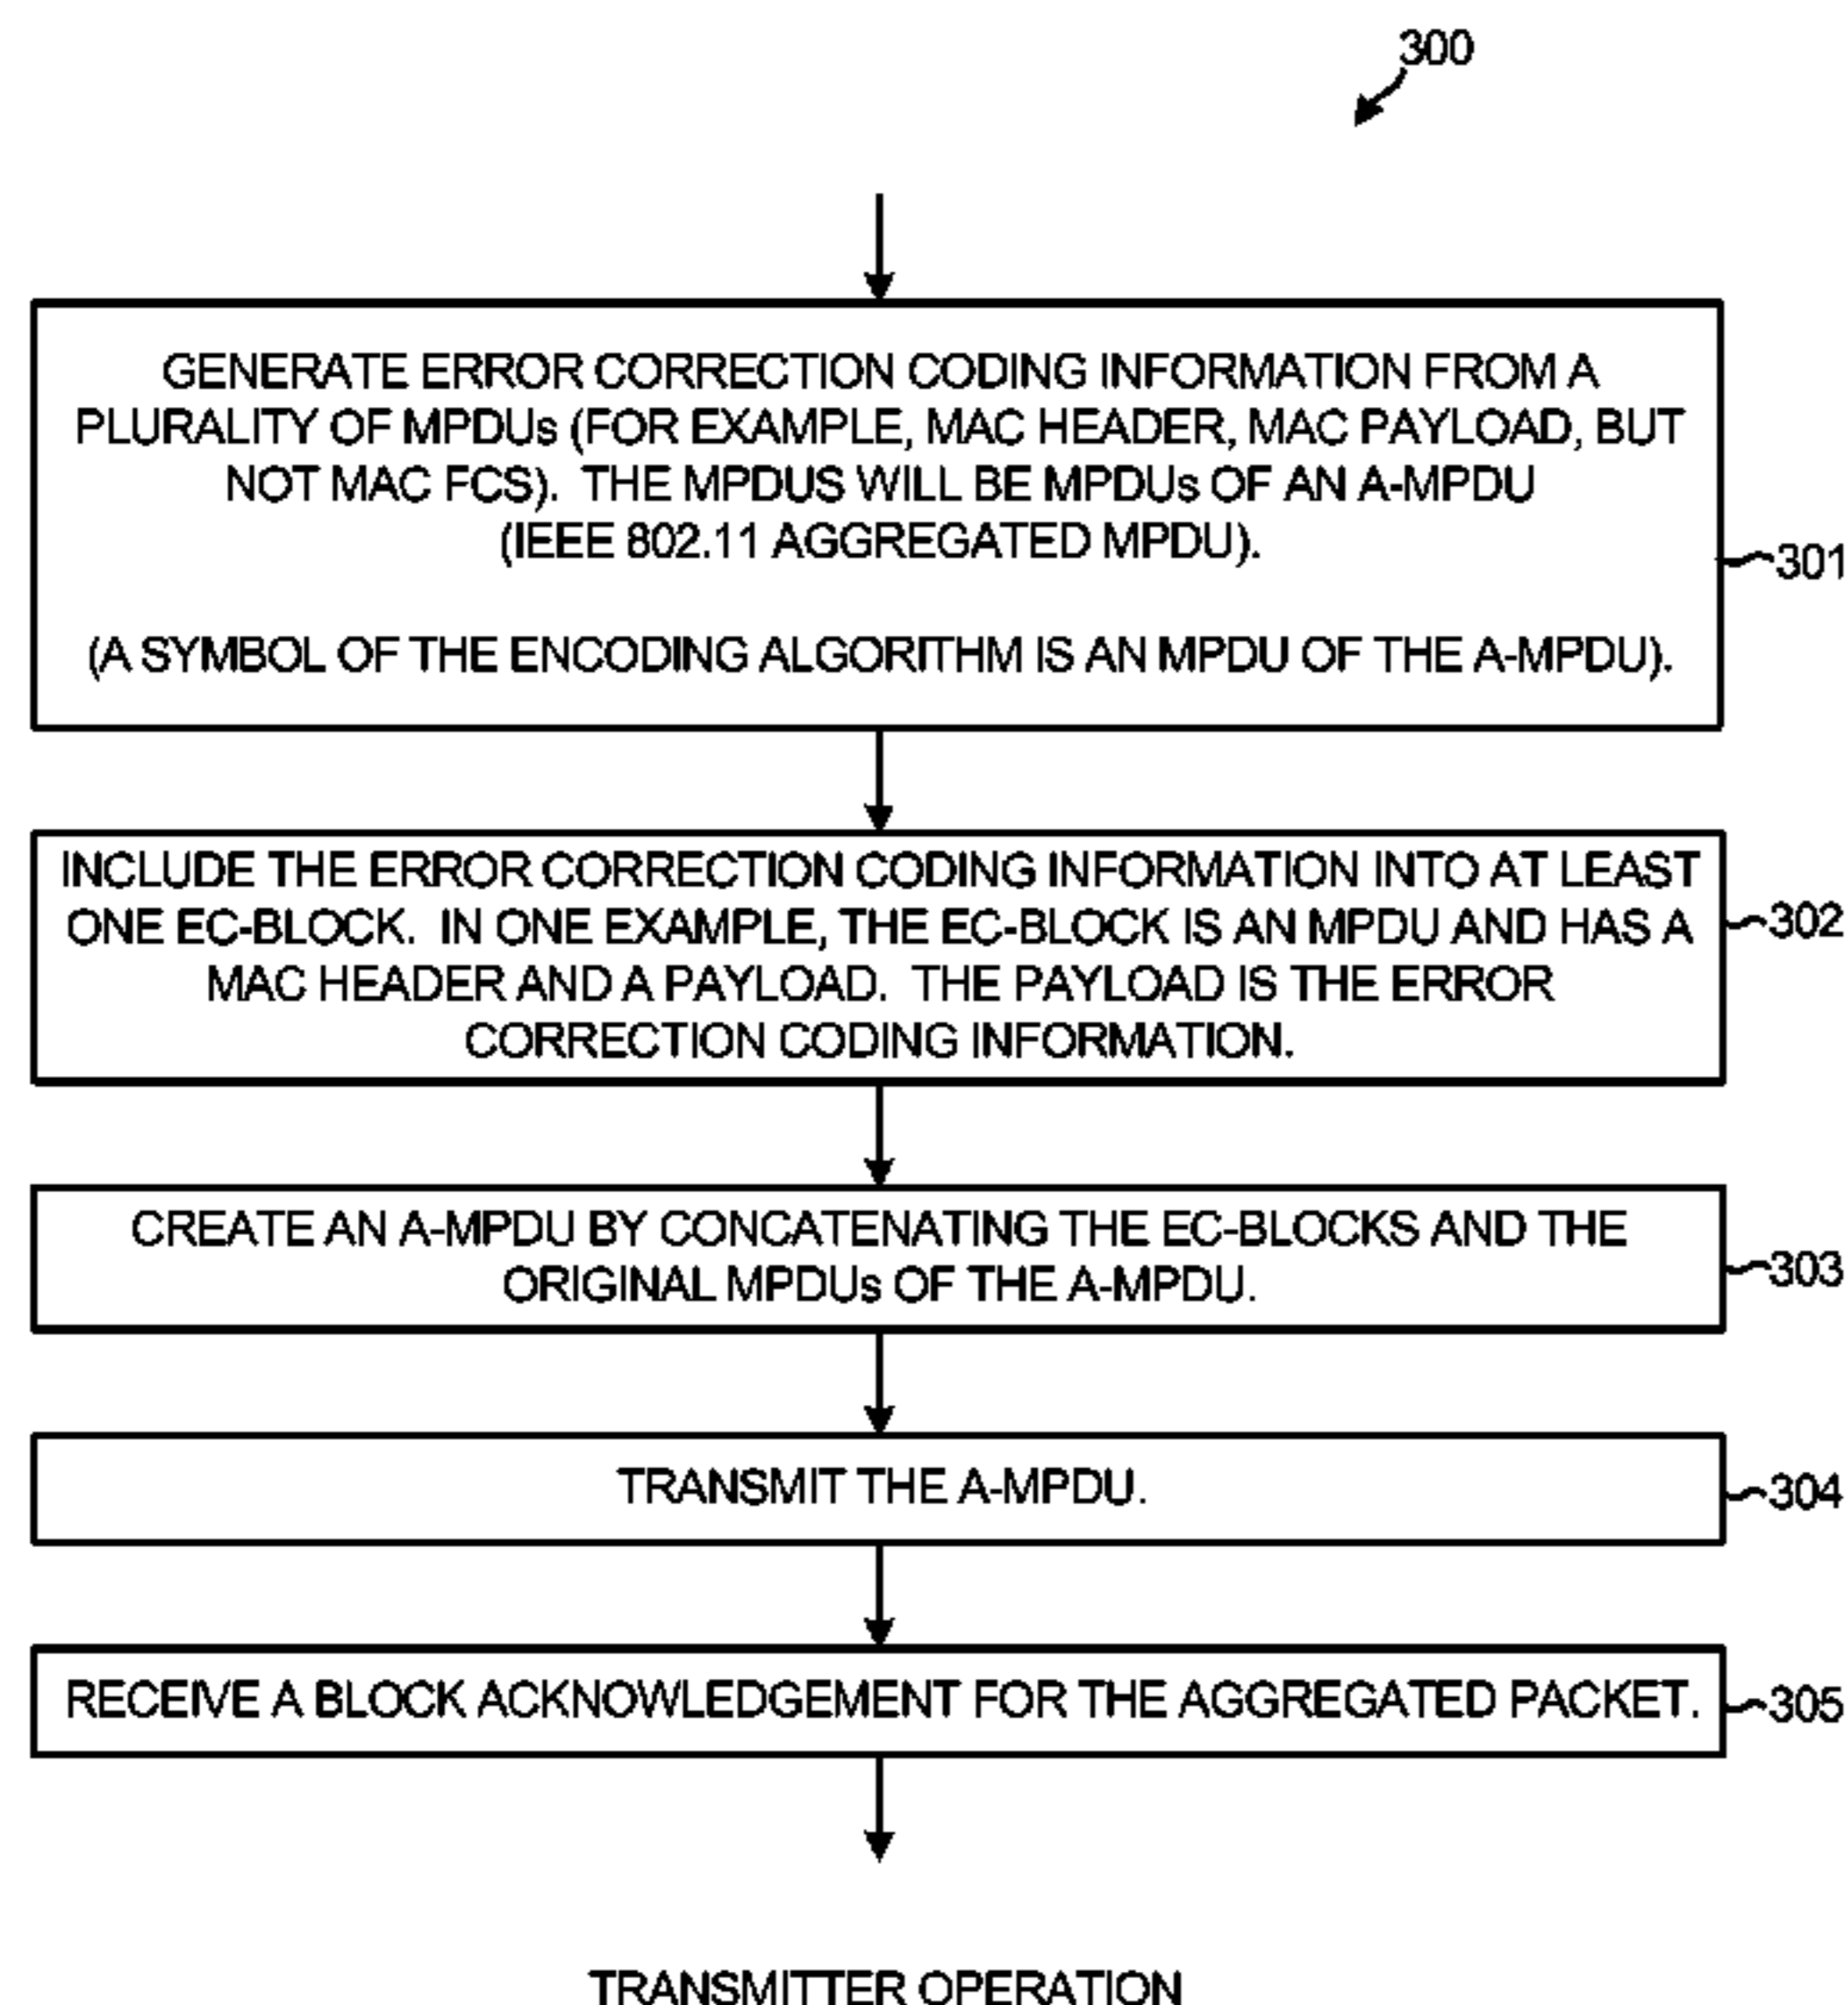 300
GENERATE ERROR CORRECTION CODING INFORMATION FROM A
PLURALITY OF MPDUs (FOR EXAMPLE, MAC HEADER, MAC PAYLOAD, BUT
NOT MAC FCS). THE MPDUS WILL BE MPDUs OF AN A-MPDU
(IEEE 802.11 AGGREGATED MPDU).
(A SYMBOL OF THE ENCODING ALGORITHM IS AN MPDU OF THE A-MPDU).
301
INCLUDE THE ERROR CORRECTION CODING INFORMATION INTO AT LEAST
ONE EC-BLOCK. IN ONE EXAMPLE, THE EC-BLOCK IS AN MPDU AND HAS A
MAC HEADER AND A PAYLOAD. THE PAYLOAD IS THE ERROR
CORRECTION CODING INFORMATION.
302
CREATE AN A-MPDU BY CONCATENATING THE EC-BLOCKS AND THE
ORIGINAL MPDUs OF THE A-MPDU.
303
TRANSMIT THE A-MPDU.
304
RECEIVE A BLOCK ACKNOWLEDGEMENT FOR THE AGGREGATED PACKET.
305
TRANSMITTER OPERATION